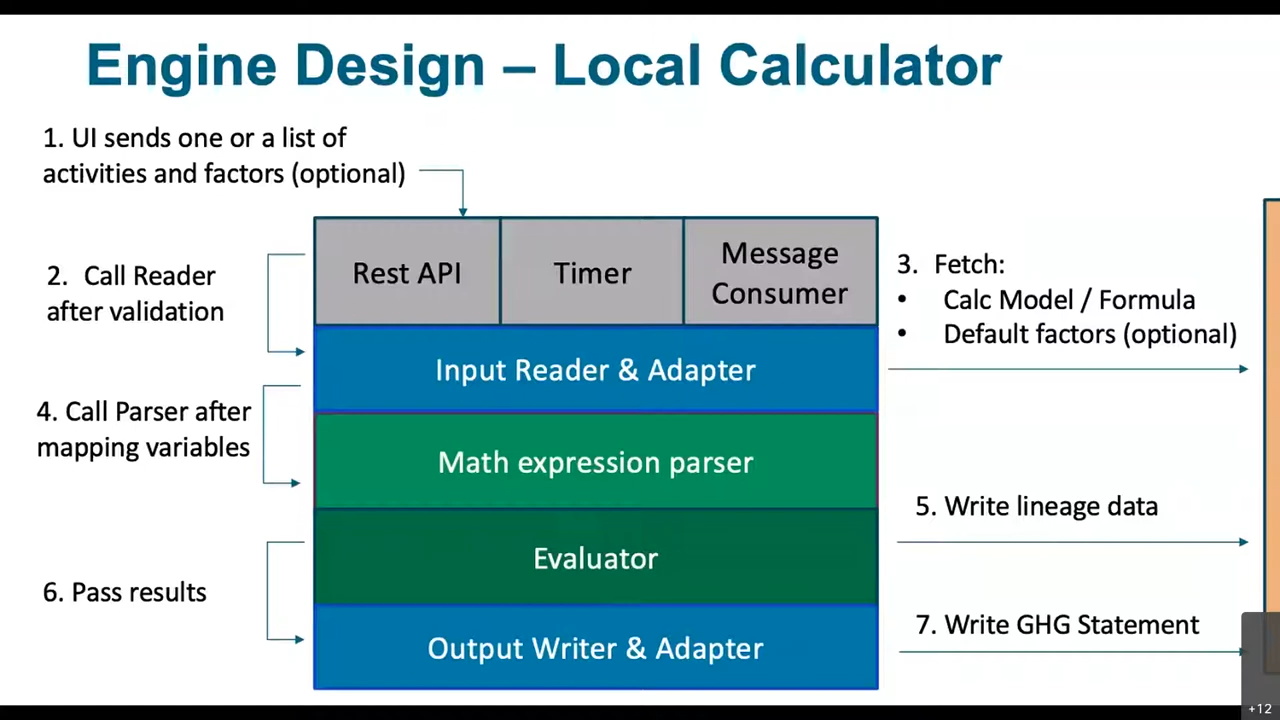 Engine Design – Local Calculator
1. UI sends one or a list of
activities and factors (optional)
2. Call Reader
after validation
Rest API
Timer
Message
Consumer
3. Fetch:
• Calc Model / Formula
• Default factors (optional)
Input Reader & Adapter
4. Call Parser after
mapping variables
Math expression parser
5. Write lineage data
Evaluator
6. Pass results
7. Write GHG Statement
Output Writer & Adapter
+12